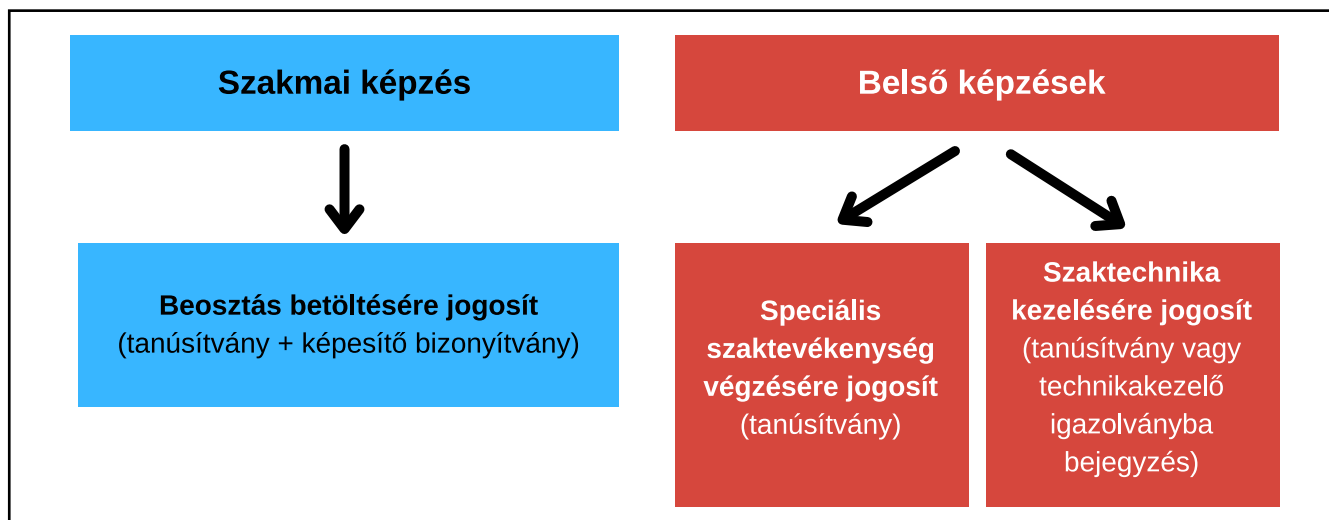 Szakmai képzés
Belső képzések
Beosztás betöltésére jogosít
(tanúsítvány + képesítő bizonyítvány)
Speciális
szaktevékenység
végzésére jogosít
(tanúsítvány)
Szaktechnika
kezelésére jogosít
(tanúsítvány vagy
technikakezelő
igazolványba
bejegyzés)